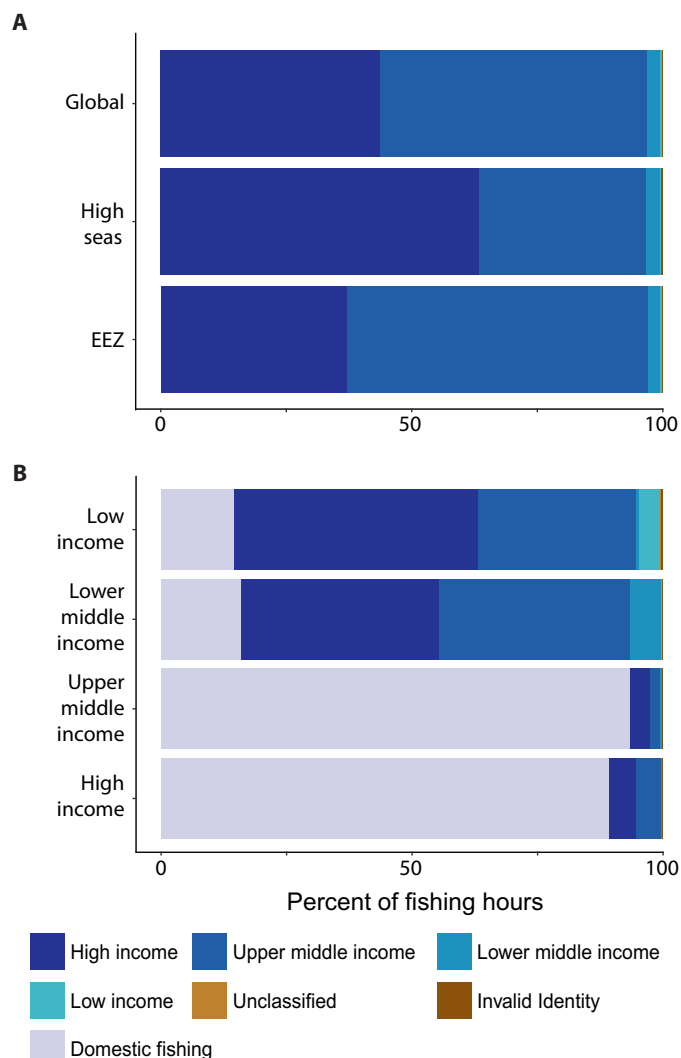 A
Global
High
seas
EEZ
0 50 100
B
Low
income
Lower
middle
income
Upper
middle
income
High
income
0 50 100
Percent of fishing hours
High income Upper middle income Lower middle income
Low income Unclassified Invalid Identity
Domestic fishing